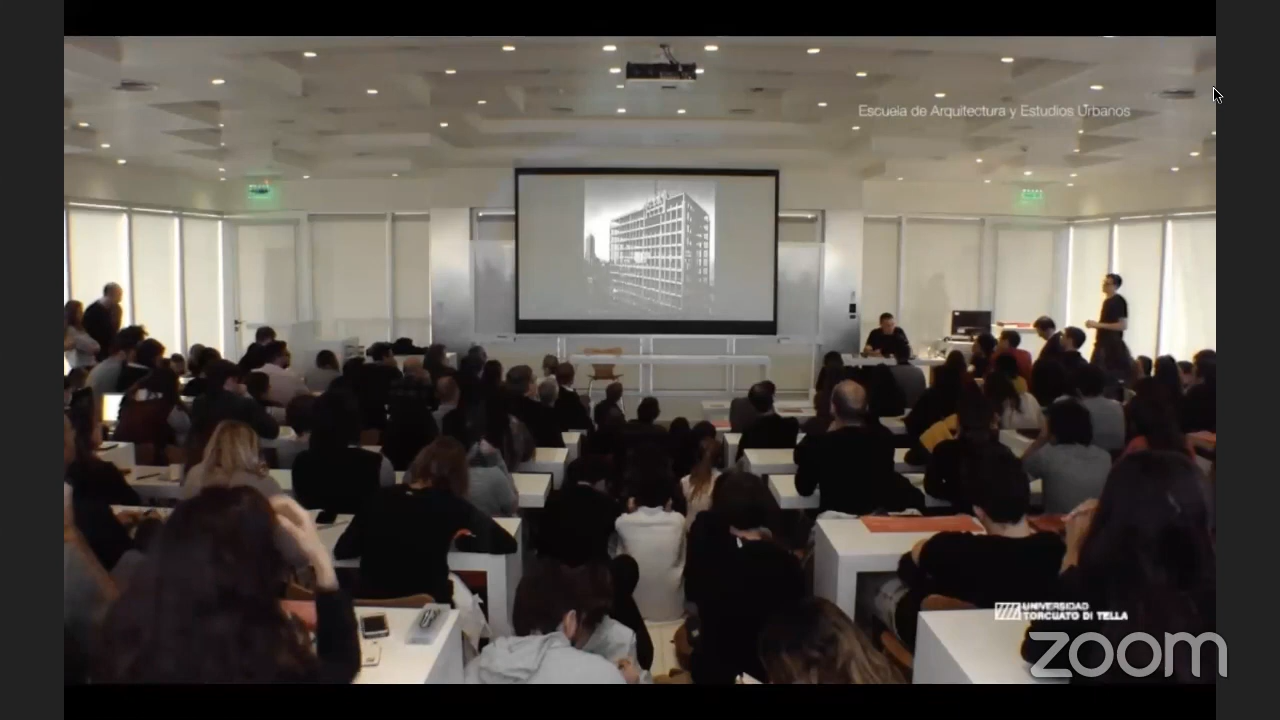 Escuela de Arquitectura y Estudios Urbanos
UNIVERSIDAD
TORCUATO DI TELLA
zoom